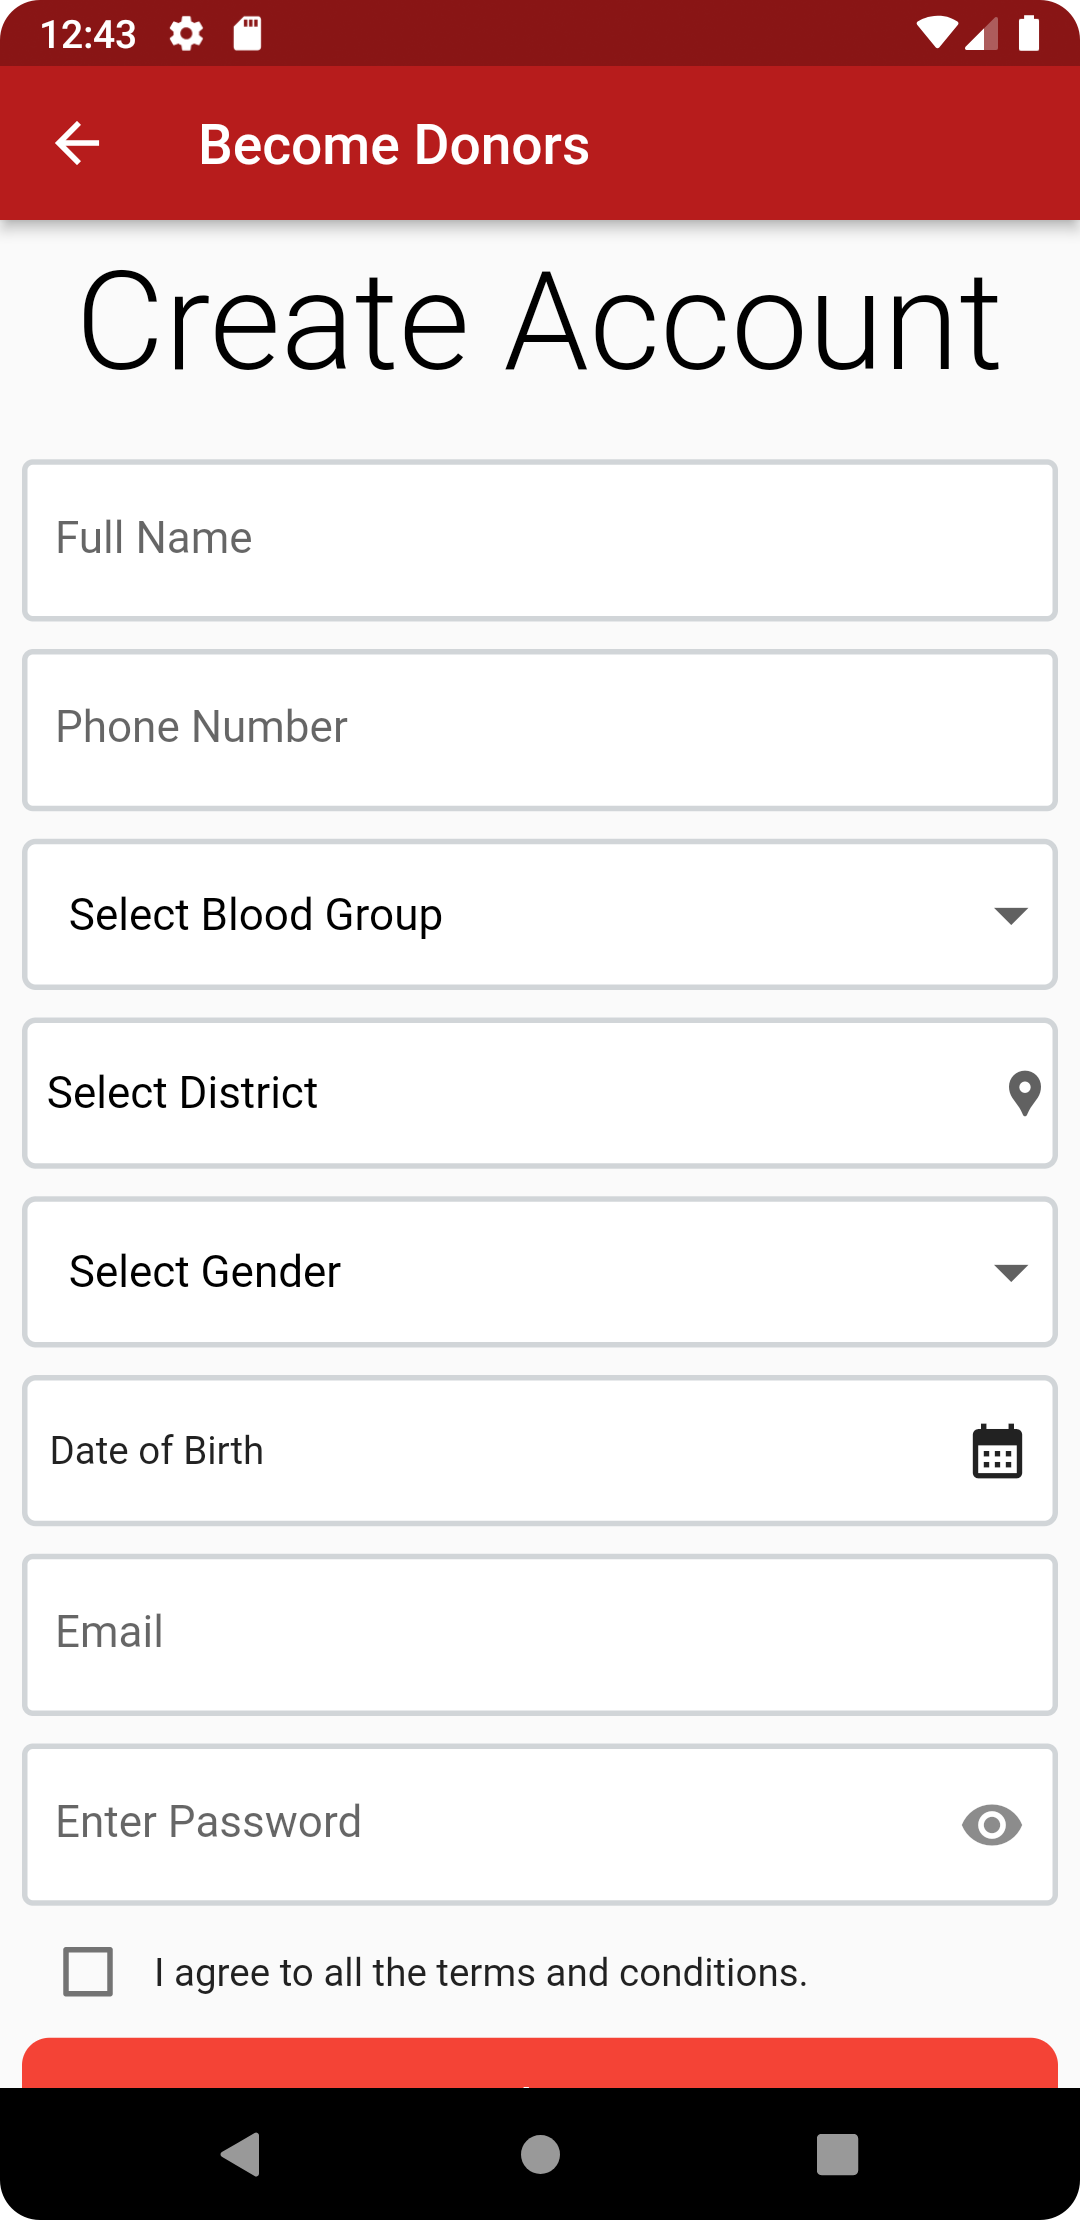 12:43
Become Donors
Create Account
Full Name
Phone Number
Select Blood Group
Select District
Select Gender
Date of Birth
Email
Enter Password
I agree to all the terms and conditions.